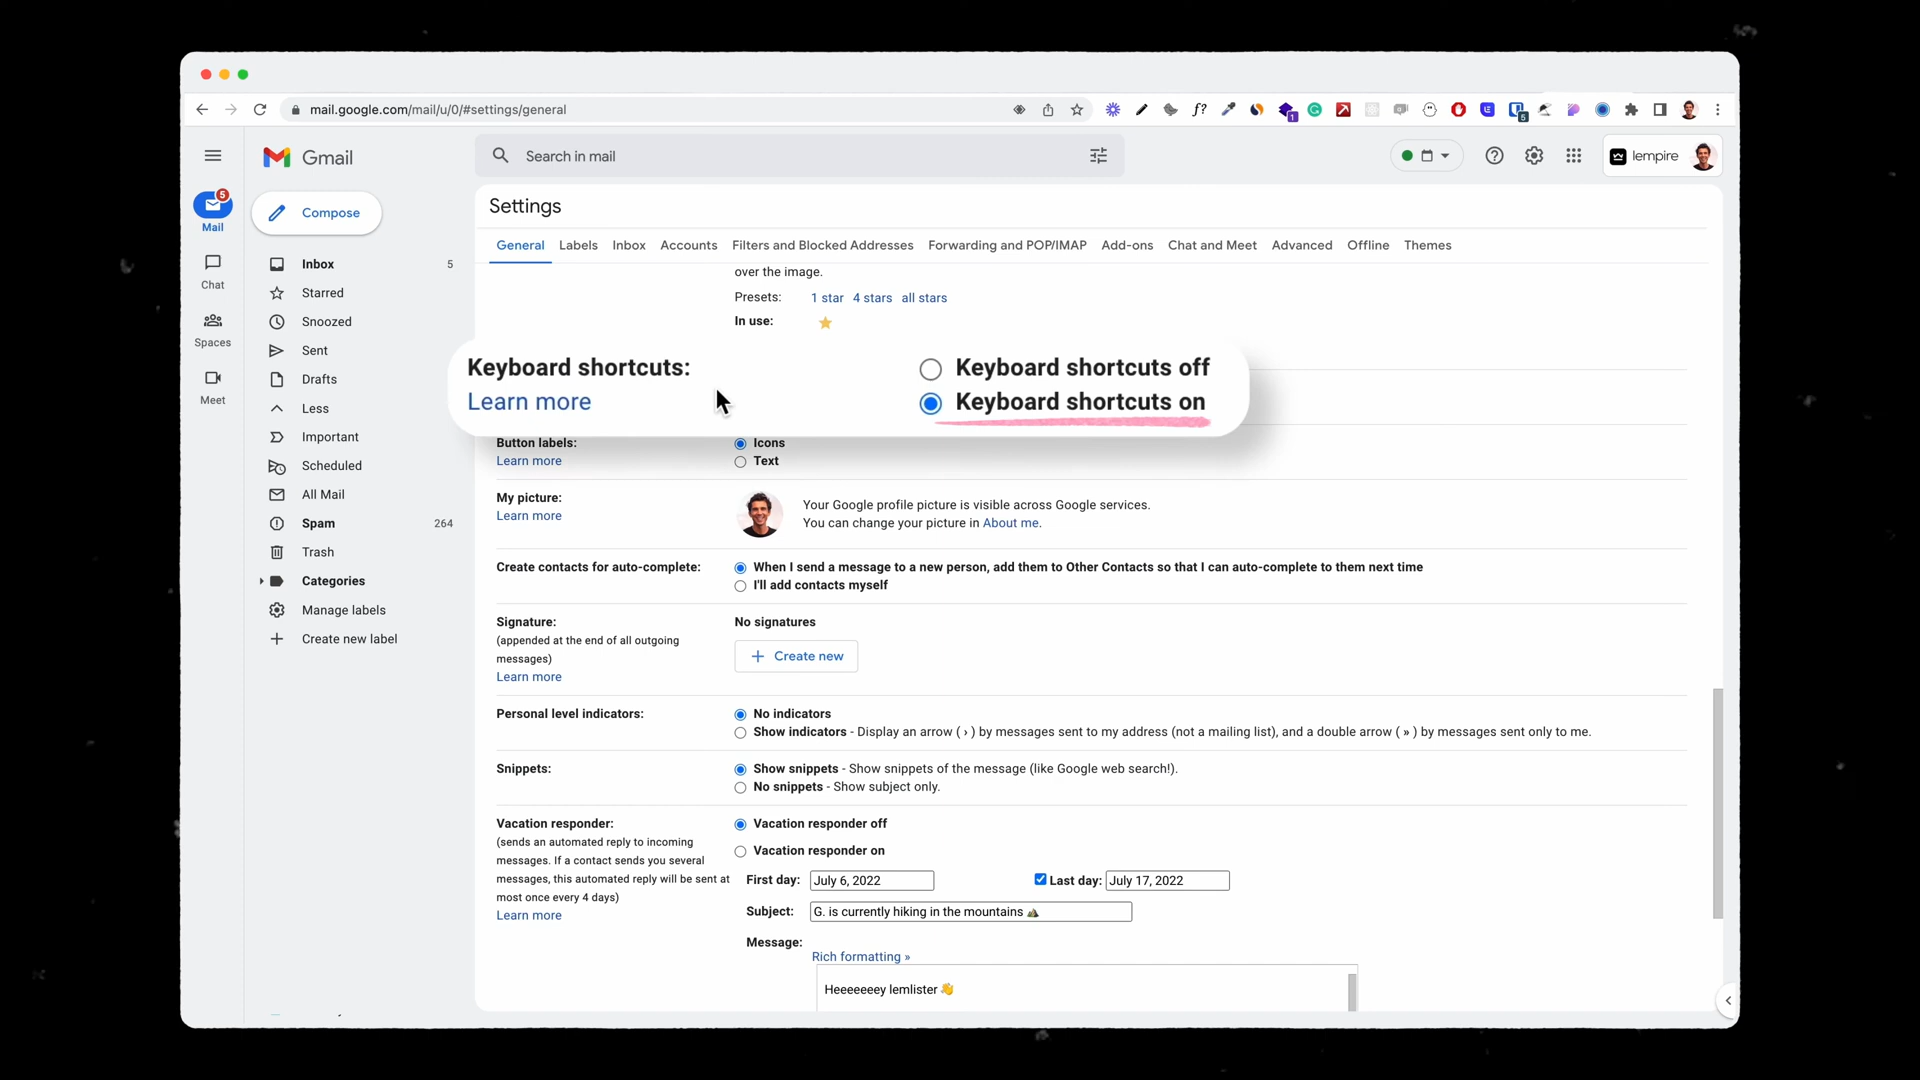 mail.google.com/mail/u/0/#settings/general
f?
1
5
Gmail
Search in mail
lempire
5
Mail
Chat
Spaces
Meet
Compose
Inbox 5
Starred
Snoozed
Sent
Drafts
Less
Important
Scheduled
All Mail
Spam 264
Trash
Categories
Manage labels
Create new label
Settings
General Labels Inbox Accounts Filters and Blocked Addresses Forwarding and POP/IMAP Add-ons Chat and Meet Advanced Offline Themes
over the image.
Presets: 1 star 4 stars all stars
In use:
Keyboard shortcuts: Keyboard shortcuts off
Learn more Keyboard shortcuts on
Button labels: Icons
Learn more Text
My picture: Your Google profile picture is visible across Google services.
Learn more You can change your picture in About me.
Create contacts for auto-complete: When I send a message to a new person, add them to Other Contacts so that I can auto-complete to them next time
I'll add contacts myself
Signature: No signatures
(appended at the end of all outgoing
messages)
Create new
Learn more
Personal level indicators: No indicators
Show indicators - Display an arrow ( › ) by messages sent to my address (not a mailing list), and a double arrow ( » ) by messages sent only to me.
Snippets: Show snippets - Show snippets of the message (like Google web search!).
No snippets - Show subject only.
Vacation responder: Vacation responder off
(sends an automated reply to incoming
messages. If a contact sends you several Vacation responder on
messages, this automated reply will be sent at First day: July 6, 2022 Last day: July 17, 2022
most once every 4 days)
Learn more Subject: G. is currently hiking in the mountains ⛰️
Message:
Rich formatting »
Heeeeeeey lemlister 👋